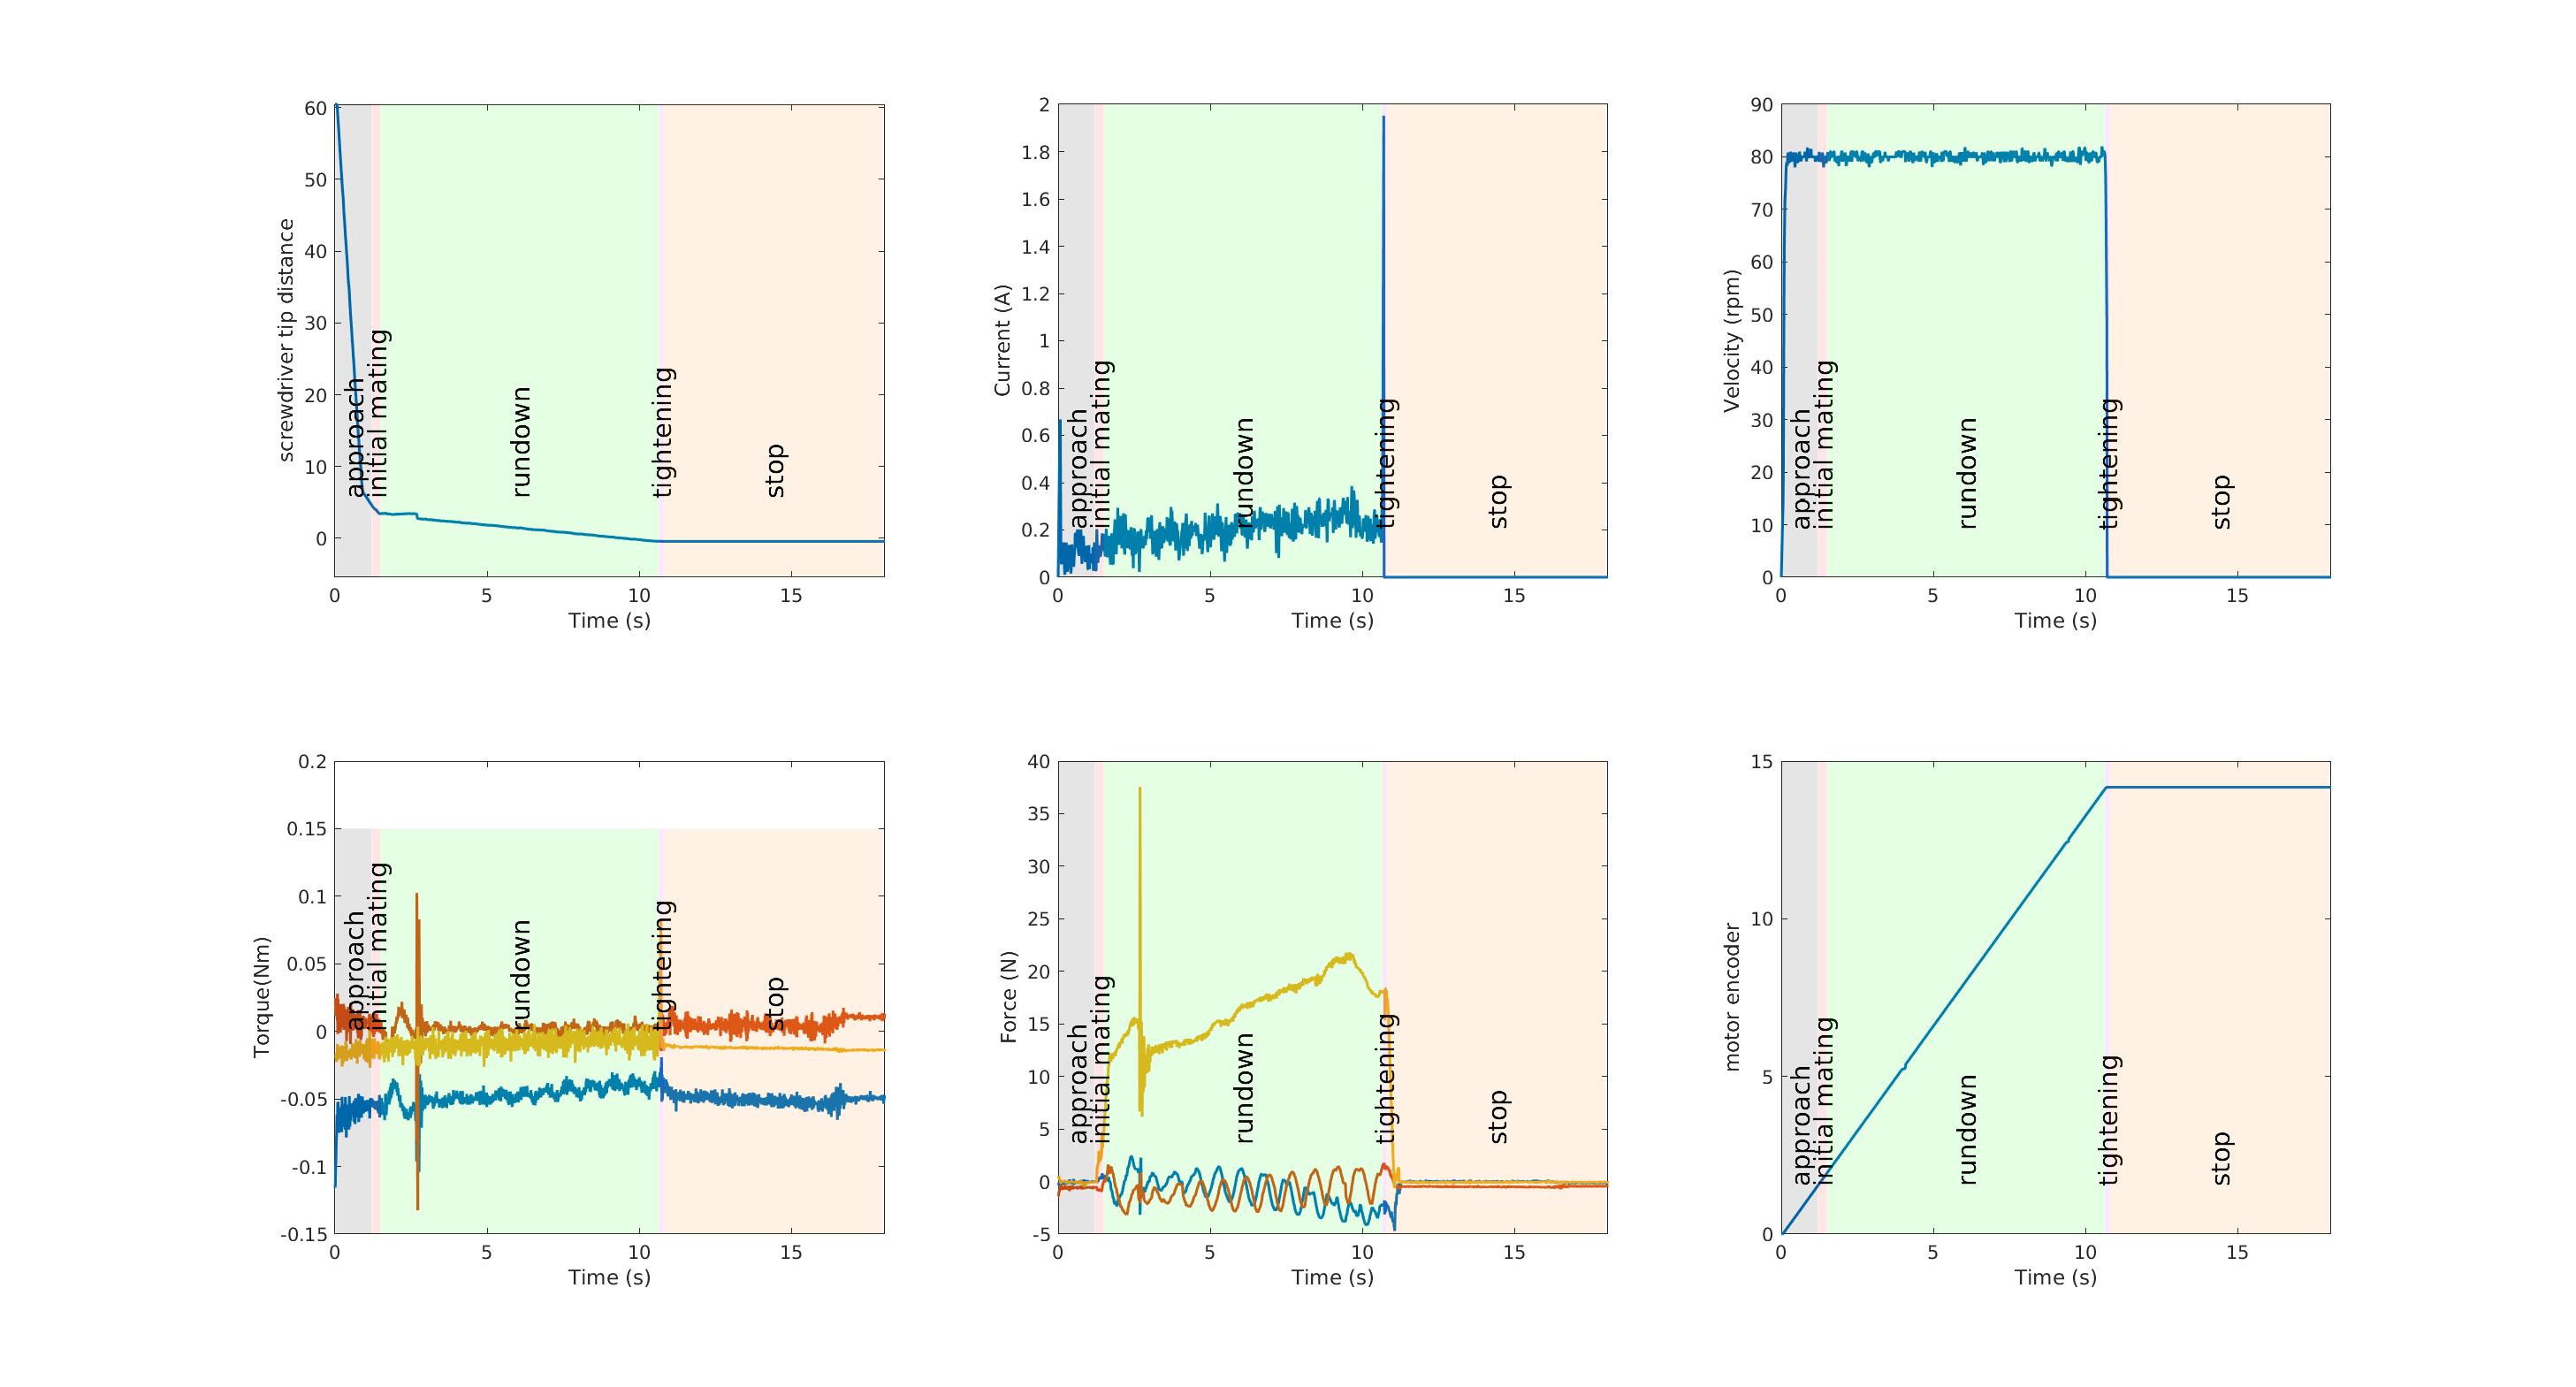 60
50
40
30
20
10
0
screwdriver tip distance
approach
initial mating
rundown
tightening
stop
0 5 10 15
Time (s)
2
1.8
1.6
1.4
1.2
1
0.8
0.6
0.4
0.2
0
Current (A)
approach
initial mating
rundown
tightening
stop
0 5 10 15
Time (s)
90
80
70
60
50
40
30
20
10
0
Velocity (rpm)
approach
initial mating
rundown
tightening
stop
0 5 10 15
Time (s)
0.2
0.15
0.1
0.05
0
-0.05
-0.1
-0.15
Torque(Nm)
approach
initial mating
rundown
tightening
stop
0 5 10 15
Time (s)
40
35
30
25
20
15
10
5
0
-5
Force (N)
approach
initial mating
rundown
tightening
stop
0 5 10 15
Time (s)
15
10
5
0
motor encoder
approach
initial mating
rundown
tightening
stop
0 5 10 15
Time (s)